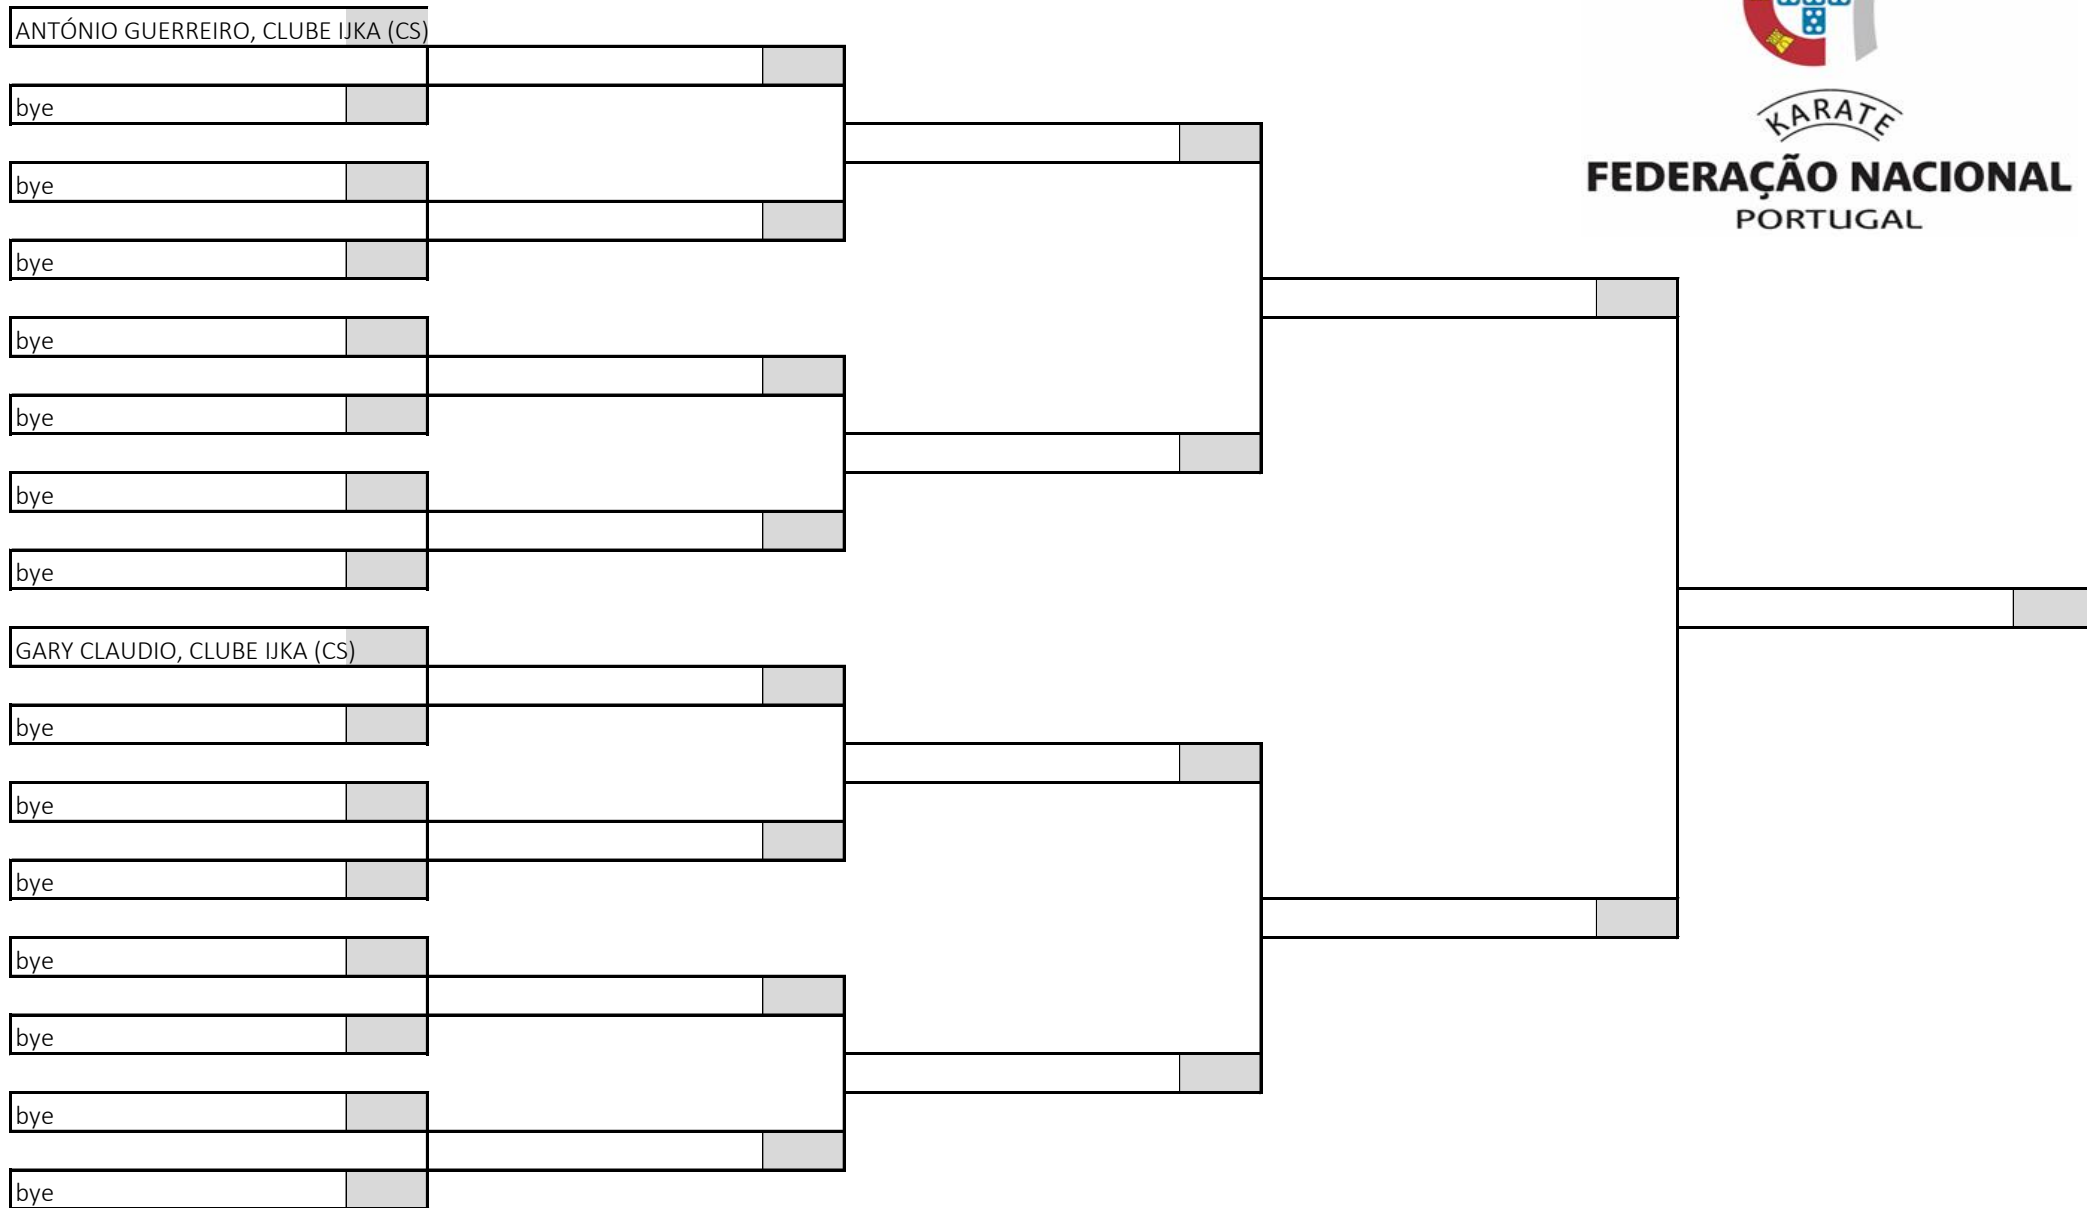 ANTÓNIO GUERREIRO, CLUBE IJKA (CS)
bye
bye
bye
bye
bye
bye
bye
GARY CLAUDIO, CLUBE IJKA (CS)
bye
bye
bye
bye
bye
bye
bye
KARATE
FEDERAÇÃO NACIONAL
PORTUGAL